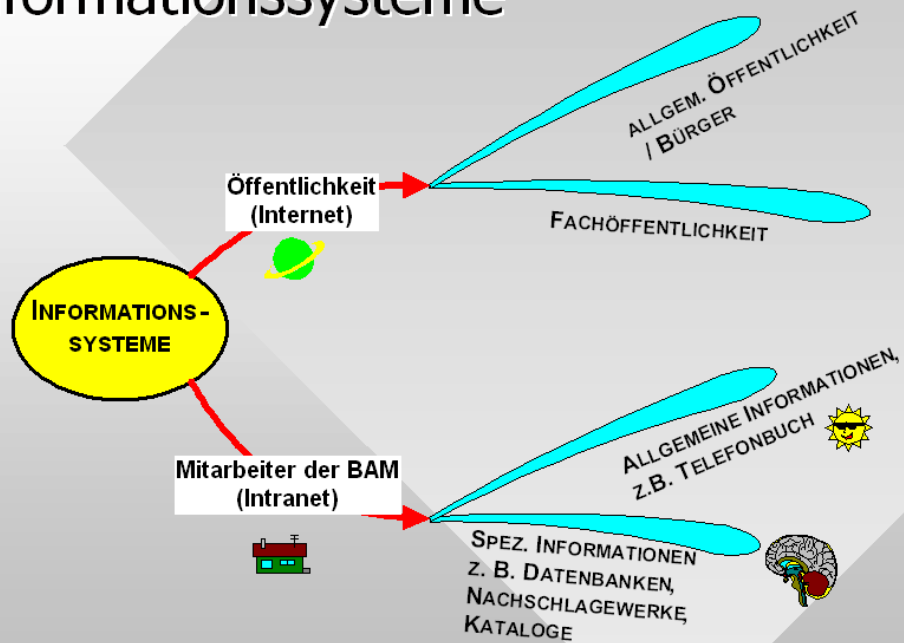 formationssysteme
ALLGEM. ÖFFENTLICHKEIT
/ BÜRGER
Öffentlichkeit
(Internet)
FACHÖFFENTLICHKEIT
INFORMATIONS-
SYSTEME
ALLGEMEINE INFORMATIONEN,
Z.B. TELEFONBUCH
Mitarbeiter der BAM
(Intranet)
SPEZ. INFORMATIONEN
Z. B. DATENBANKEN,
NACHSCHLAGEWERKE,
KATALOGE